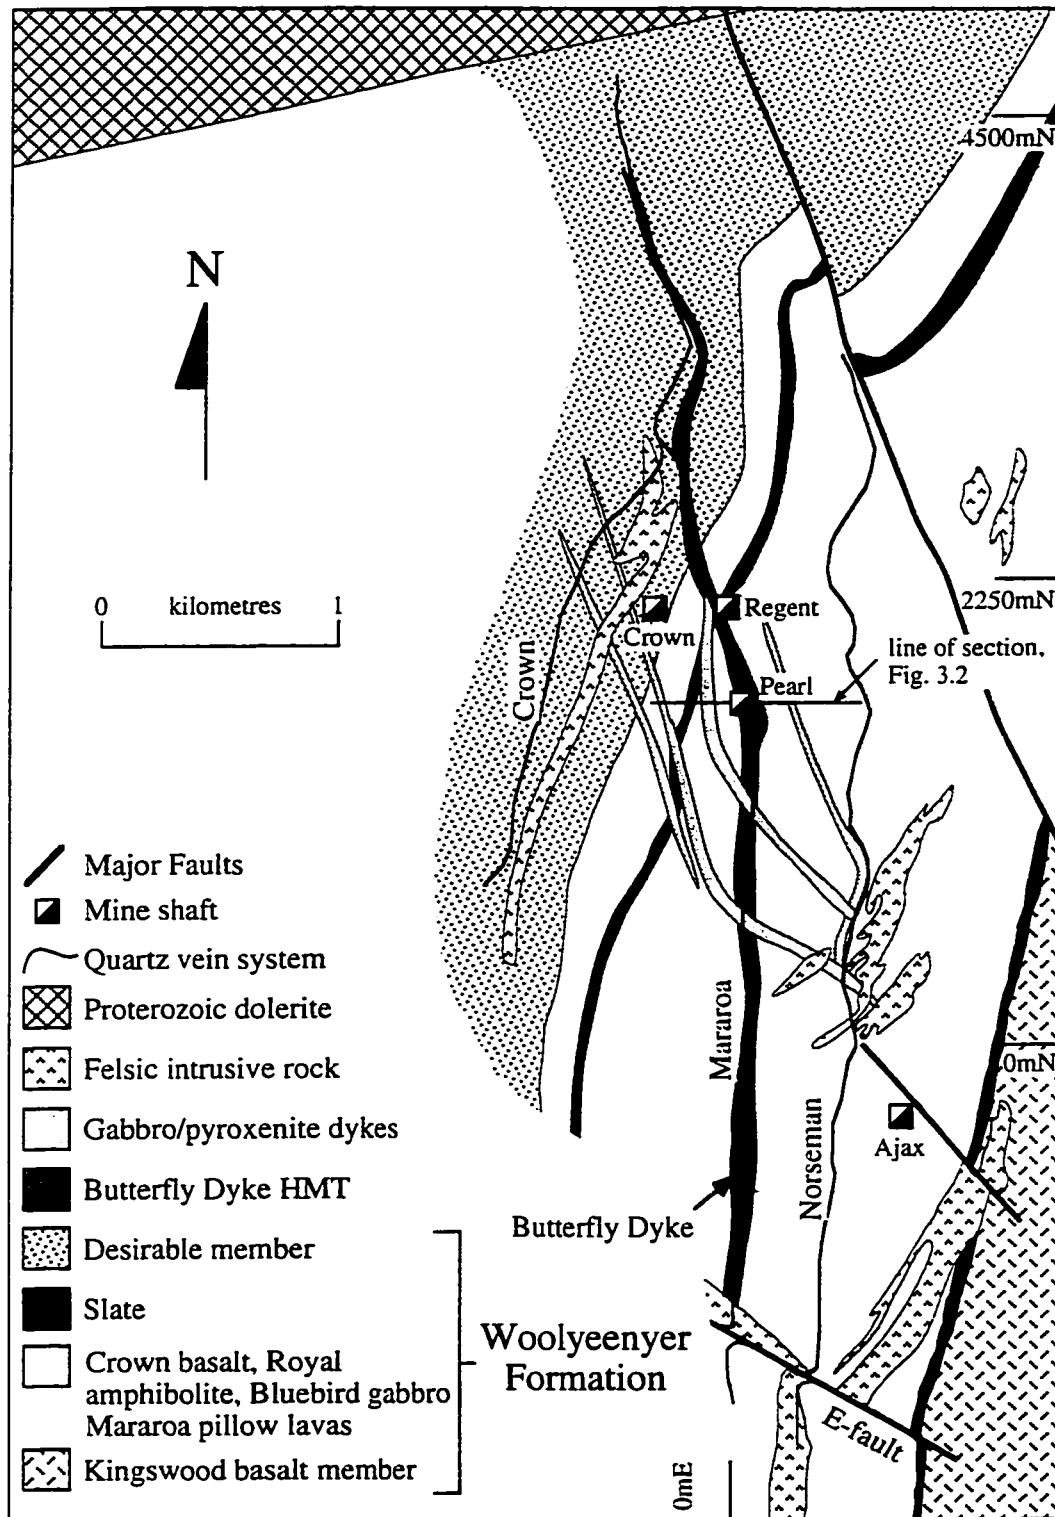 4500mN
N
0 kilometres 1
2250mN
Regent
Crown
line of section,
Fig. 3.2
Pearl
Crown
Major Faults
Mine shaft
Quartz vein system
Proterozoic dolerite
Felsic intrusive rock
Gabbro/pyroxenite dykes
Butterfly Dyke HMT
Desirable member
Slate
Crown basalt, Royal
amphibolite, Bluebird gabbro
Mararoa pillow lavas
Kingswood basalt member
Woolyeenyer
Formation
Mararoa
Norseman
0mN
Ajax
Butterfly Dyke
E-fault
0mE